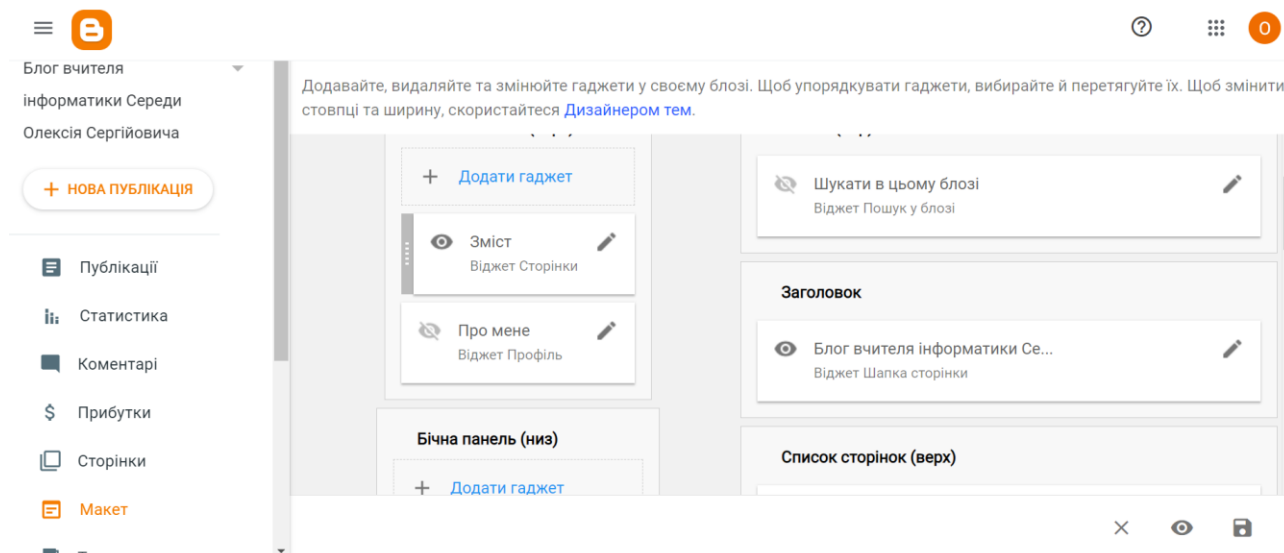 О
Блог вчителя
інформатики Середи
Олексія Сергійовича
НОВА ПУБЛІКАЦІЯ
Публікації
Статистика
Коментарі
Прибутки
Сторінки
Макет
Додавайте, видаляйте та змінюйте гаджети у своєму блозі. Щоб упорядкувати гаджети, вибирайте й перетягуйте їх. Щоб змінити
стовпці та ширину, скористайтеся Дизайнером тем.
Додати гаджет
Зміст
Віджет Сторінки
Про мене
Віджет Профіль
Бічна панель (низ)
Додати гаджет
Шукати в цьому блозі
Віджет Пошук у блозі
Заголовок
Блог вчителя інформатики Се...
Віджет Шапка сторінки
Список сторінок (верх)